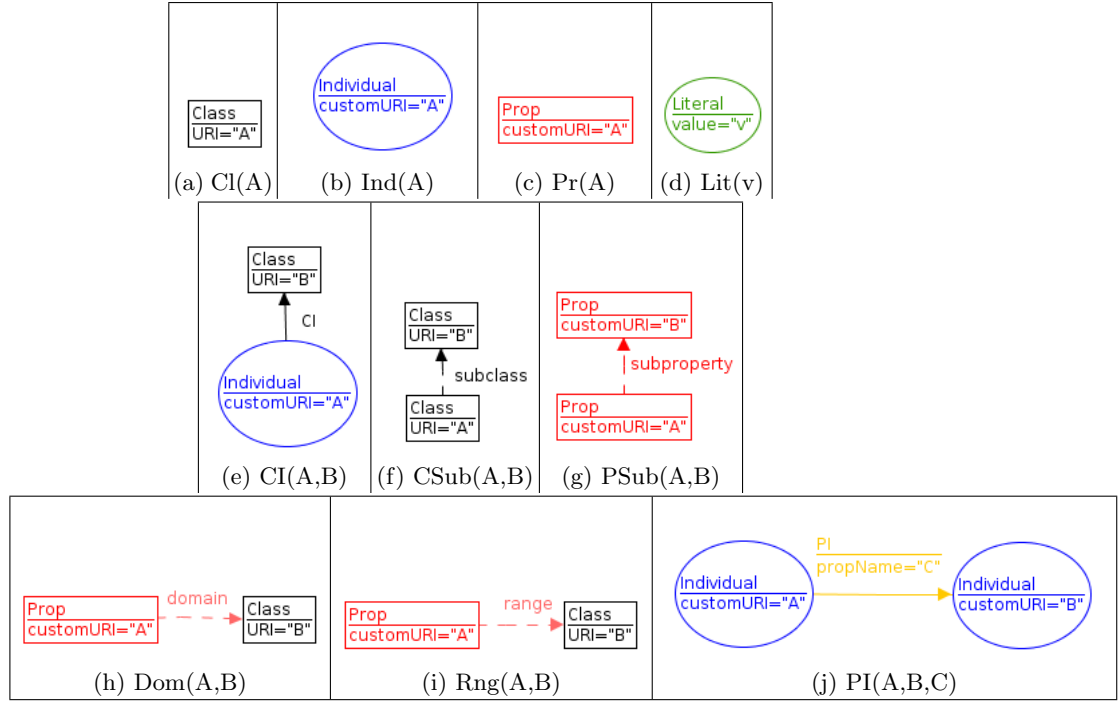 Class
URI="A"
(a) Cl(A)
Individual
customURI="A"
(b) Ind(A)
Prop
customURI="A"
(c) Pr(A)
Literal
value="v"
(d) Lit(v)
Class
URI="B"
CI
Individual
customURI="A"
(e) CI(A,B)
Class
URI="B"
subclass
Class
URI="A"
(f) CSub(A,B)
Prop
customURI="B"
subproperty
Prop
customURI="A"
(g) PSub(A,B)
Prop
customURI="A"
domain
Class
URI="B"
(h) Dom(A,B)
Prop
customURI="A"
range
Class
URI="B"
(i) Rng(A,B)
Individual
customURI="A"
PI
propName="C"
Individual
customURI="B"
(j) PI(A,B,C)